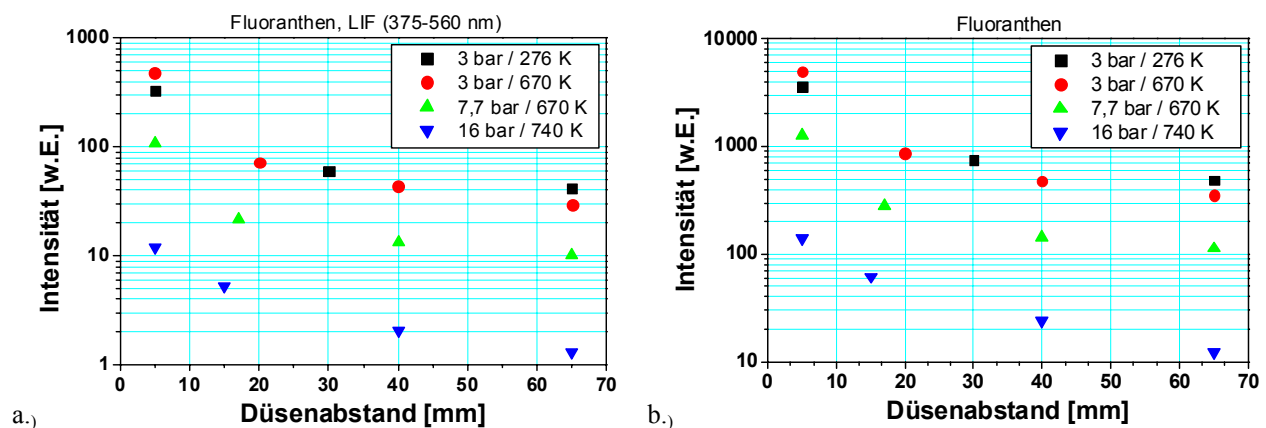 Fluoranthen, LIF (375-560 nm)
1000
100
10
1
0 10 20 30 40 50 60 70
Intensität [w.E.]
Düsenabstand [mm]
3 bar / 276 K
3 bar / 670 K
7,7 bar / 670 K
16 bar / 740 K
a.)
Fluoranthen
10000
1000
100
10
0 10 20 30 40 50 60 70
Intensität [w.E.]
Düsenabstand [mm]
3 bar / 276 K
3 bar / 670 K
7,7 bar / 670 K
16 bar / 740 K
b.)